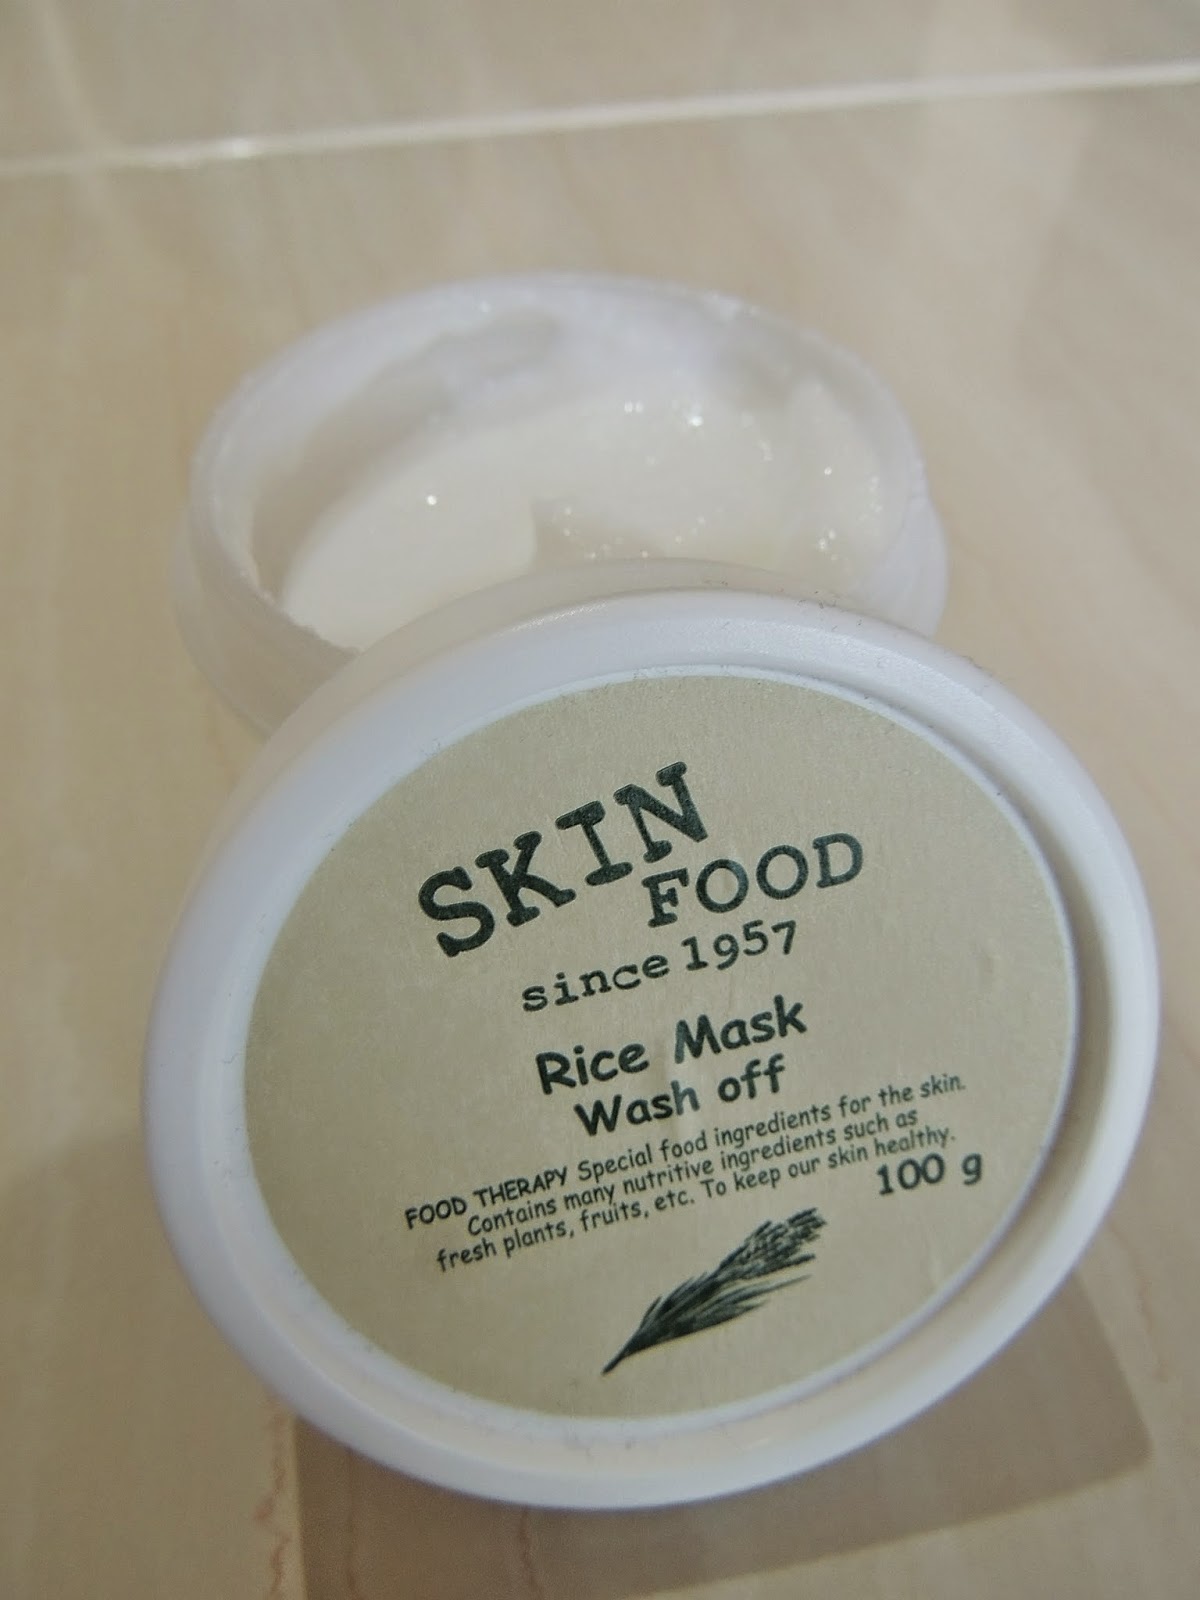 SKIN
FOOD
since 1957
Rice Mask
Wash off
FOOD THERAPY Special food ingredients for the skin.
Contains many nutritive ingredients such as
fresh plants, fruits, etc. To keep our skin healthy.
100 g